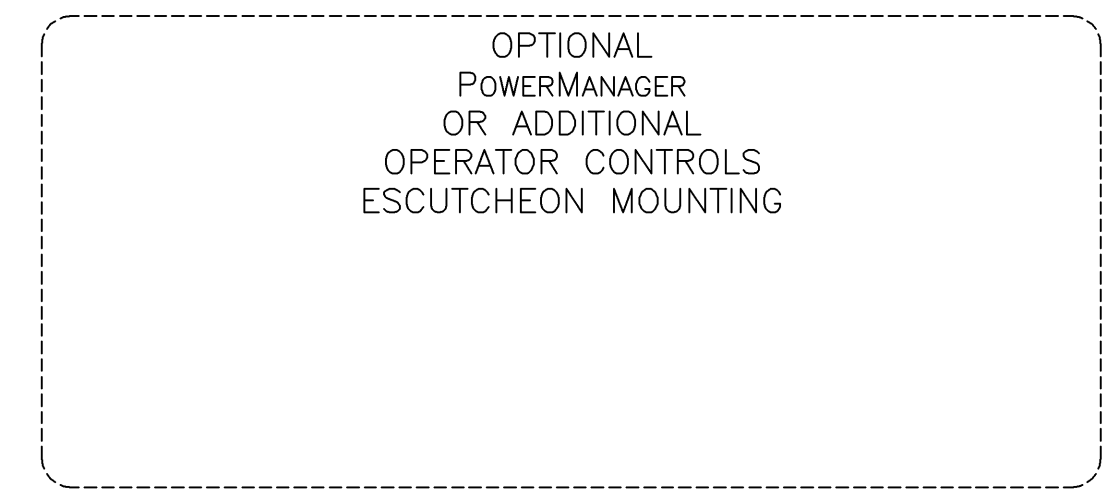 OPTIONAL
POWERMANAGER
OR ADDITIONAL
OPERATOR CONTROLS
ESCUTCHEON MOUNTING